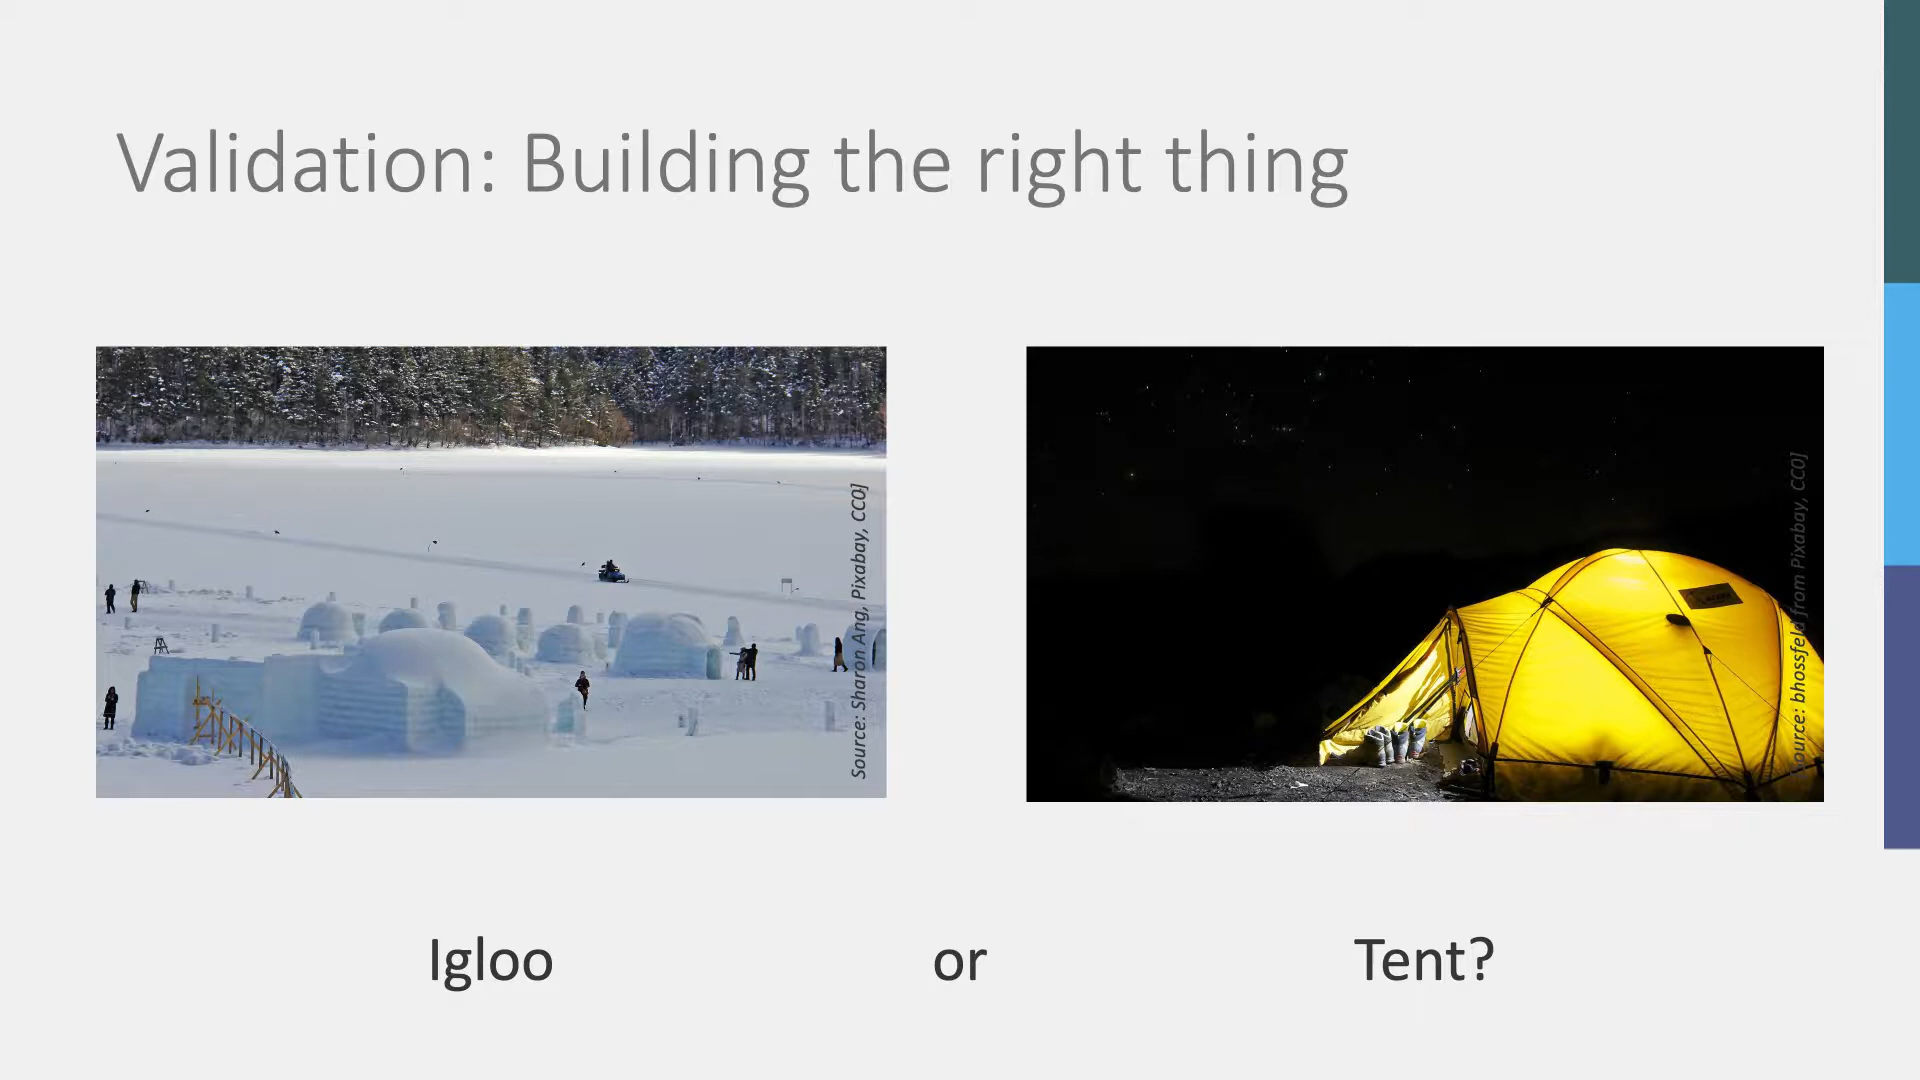 Validation: Building the right thing
Source: Sharon Ang, Pixabay, CC0]
Source: bhossfeld from Pixabay, CC0]
Igloo or Tent?